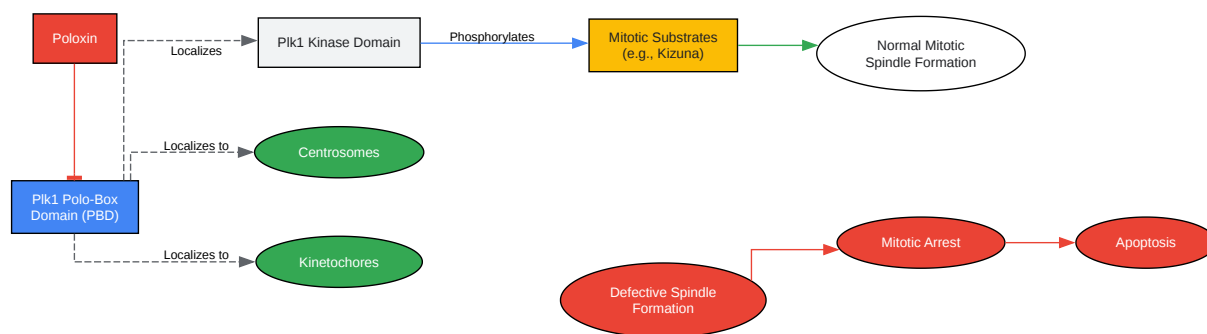 Poloxin
Localizes
Plk1 Kinase Domain
Phosphorylates
Mitotic Substrates
(e.g., Kizuna)
Normal Mitotic
Spindle Formation
Localizes to
Centrosomes
Plk1 Polo-Box
Domain (PBD)
Localizes to
Kinetochores
Defective Spindle
Formation
Mitotic Arrest
Apoptosis